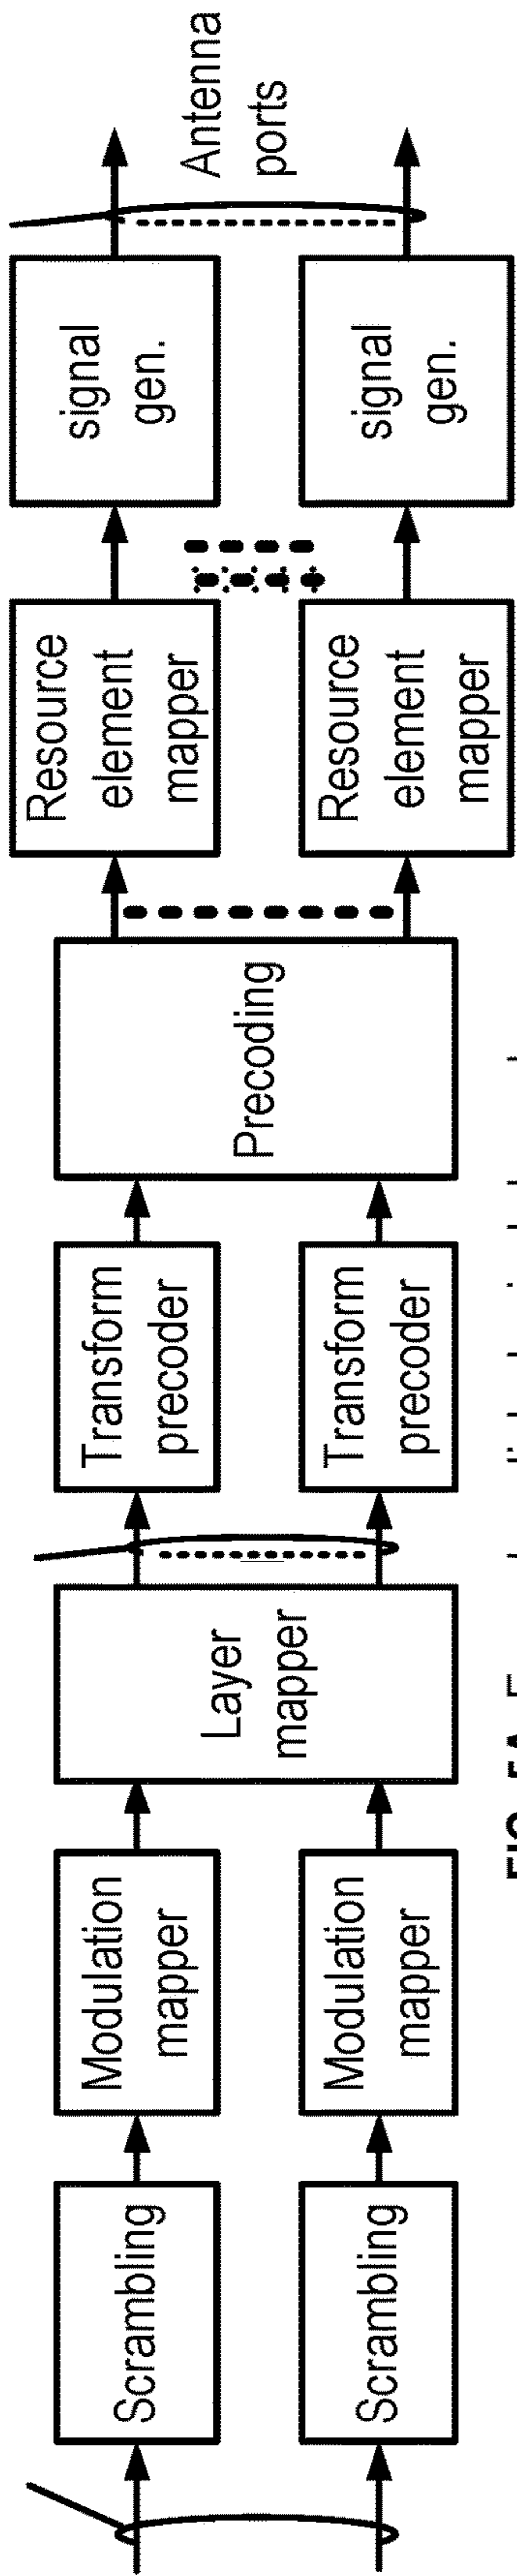 Scrambling
Modulation
mapper
Layer
mapper
Transform
precoder
Precoding
Resource
element
mapper
signal
gen.
Antenna
ports
Scrambling
Modulation
mapper
Transform
precoder
Resource
element
mapper
signal
gen.